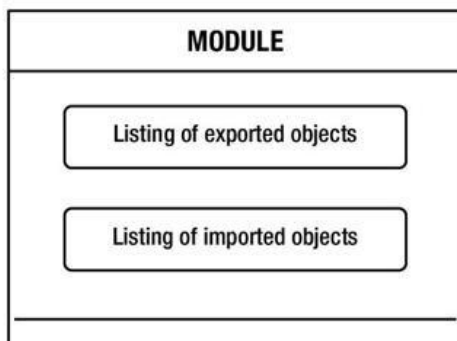 MODULE
Listing of exported objects
Listing of imported objects